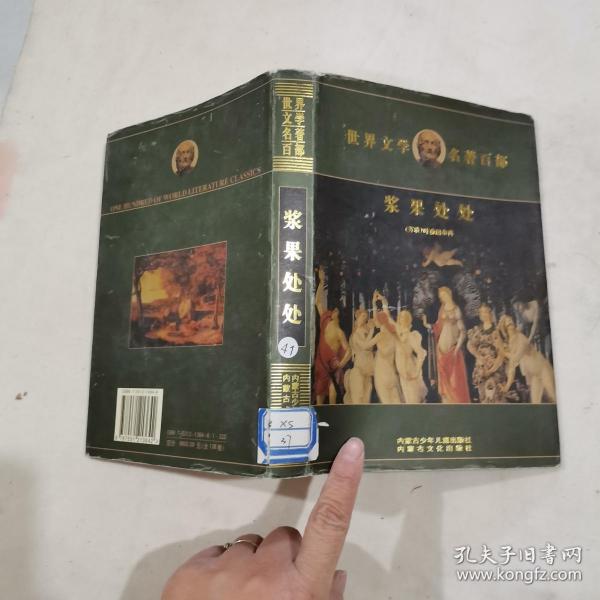 世界文学名著百部
浆果处处
内蒙古少年儿童出版社
内蒙古文化出版社
世界文学名著百部
浆果处处
41
XS
37
ONE HUNDRED OF WORLD LITERATURE CLASSICS
孔夫子旧书网
www.kongfz.com